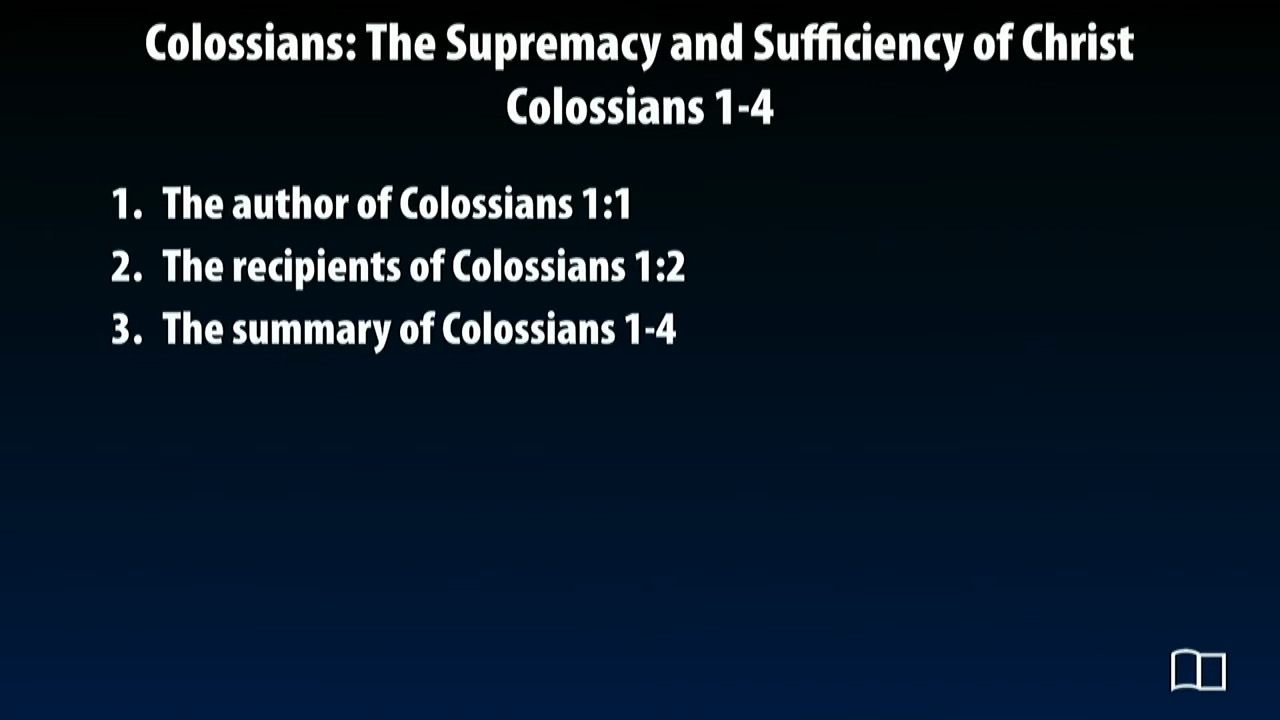 Colossians: The Supremacy and Sufficiency of Christ
Colossians 1-4
1. The author of Colossians 1:1
2. The recipients of Colossians 1:2
3. The summary of Colossians 1-4